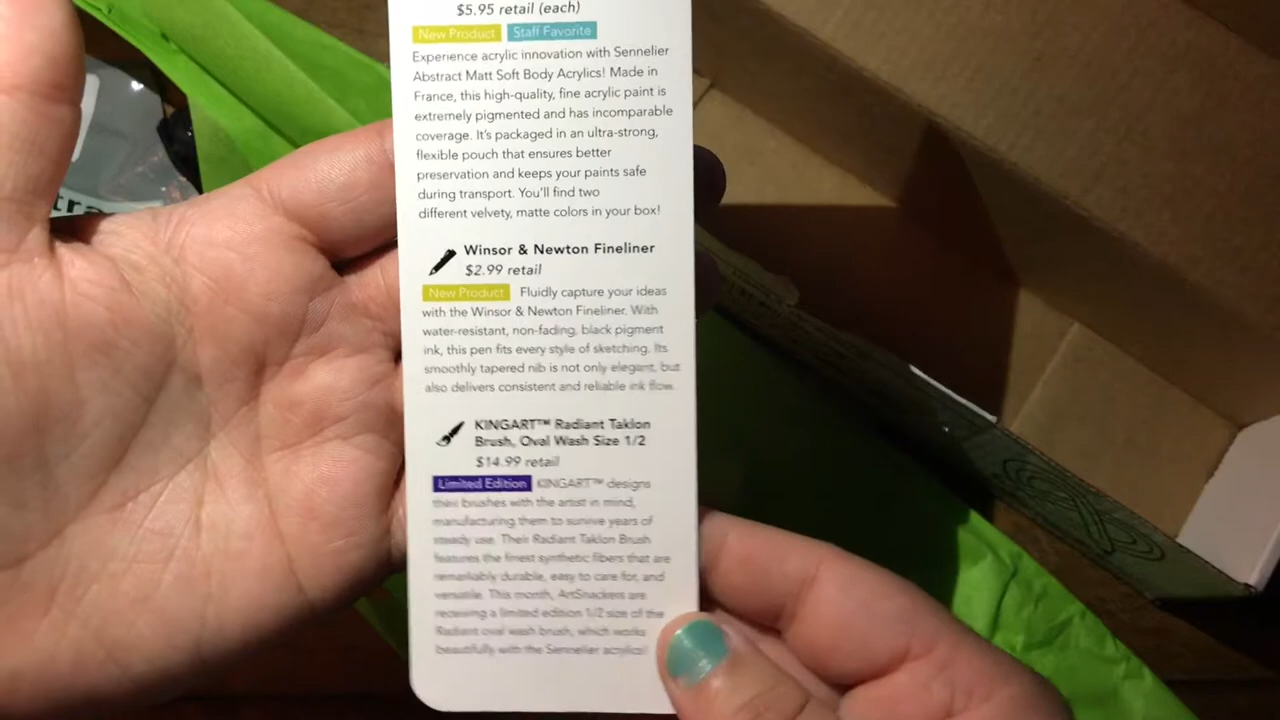 $5.95 retail (each)
New Product Staff Favorite
Experience acrylic innovation with Sennelier
Abstract Matt Soft Body Acrylics! Made in
France, this high-quality, fine acrylic paint is
extremely pigmented and has incomparable
coverage. It's packaged in an ultra-strong,
flexible pouch that ensures better
preservation and keeps your paints safe
during transport. You'll find two
different velvety, matte colors in your box!
Winsor & Newton Fineliner
$2.99 retail
New Product Fluidly capture your ideas
with the Winsor & Newton Fineliner. With
water-resistant, non-fading, black pigment
ink, this pen fits every style of sketching. Its
smoothly tapered nib is not only elegant, but
also delivers consistent and reliable ink flow.
KINGART™ Radiant Taklon
Brush, Oval Wash Size 1/2
$14.99 retail
Limited Edition KINGART™ designs
their brushes with the artist in mind,
manufacturing them to survive years of
steady use. Their Radiant Taklon Brush
features the finest synthetic fibers that are
remarkably durable, easy to care for, and
versatile. This month, ArtSnackers are
receiving a limited edition 1/2 size of the
Radiant oval wash brush, which works
beautifully with the Sennelier acrylics!